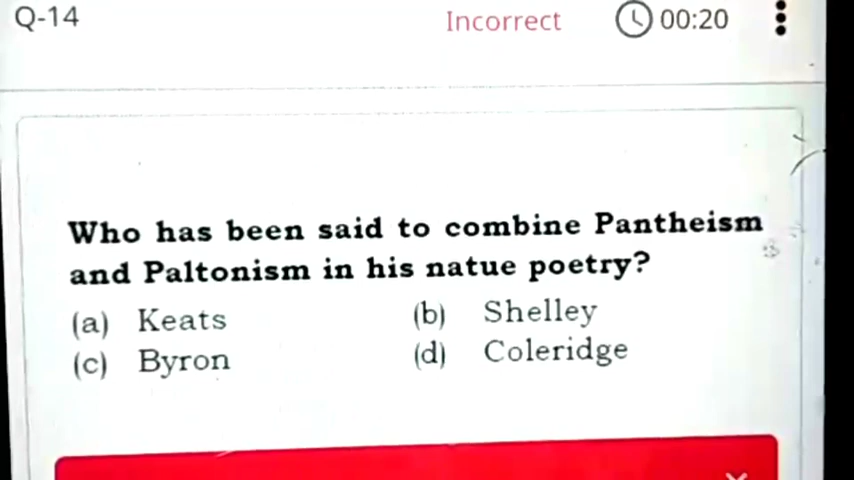 Q-14 Incorrect 00:20
Who has been said to combine Pantheism
and Paltonism in his natue poetry?
(a) Keats (b) Shelley
(c) Byron (d) Coleridge